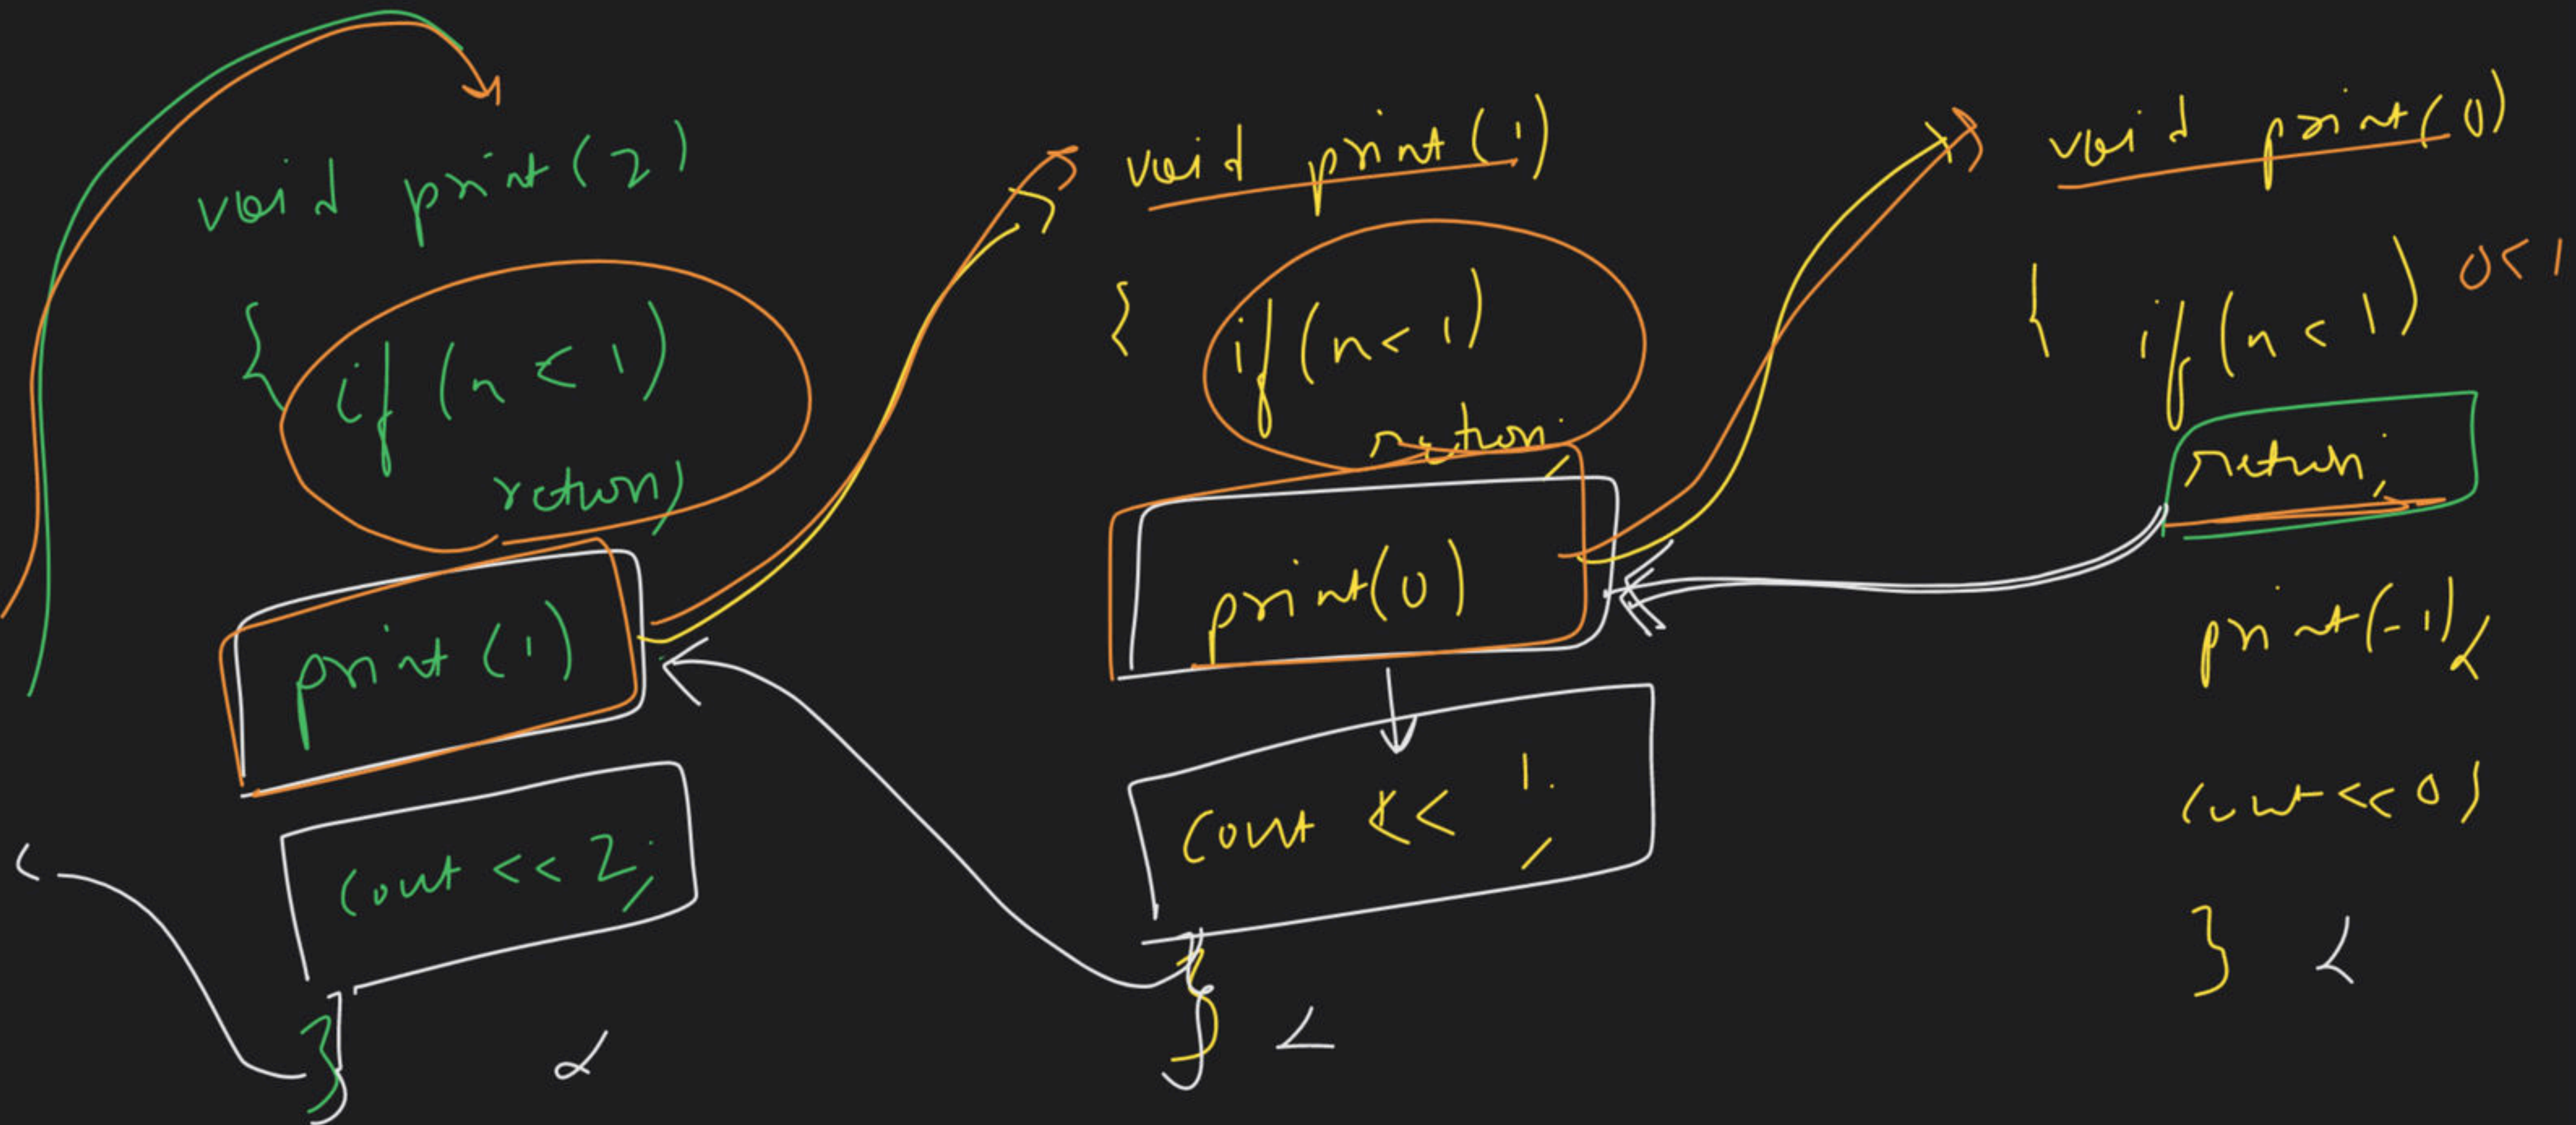 void print(2)
{
if (n < 1)
return;
print (1)
cout << 2;
}
void print(1)
{
if (n < 1)
return;
print(0)
cout << 1;
}
void print(0)
{
if (n < 1) 0<1
return;
print(-1);
cout << 0;
}